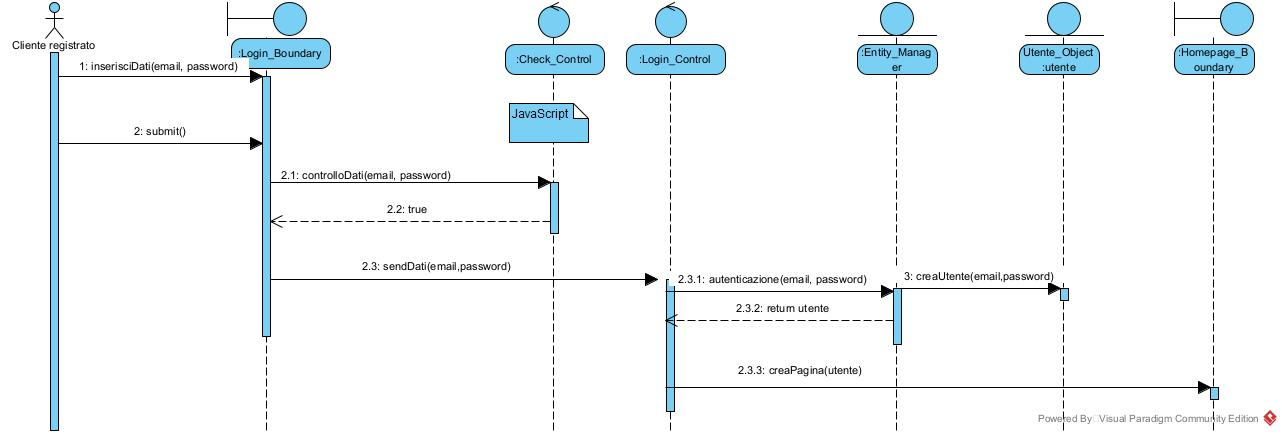 Cliente registrato
:Login_Boundary
:Check_Control
:Login_Control
:Entity_Manag
er
Utente_Object
:utente
:Homepage_B
oundary
1: inserisciDati(email, password)
JavaScript
2: submit()
2.1: controlloDati(email, password)
2.2: true
2.3: sendDati(email,password)
2.3.1: autenticazione(email, password)
3: creaUtente(email,password)
2.3.2: return utente
2.3.3: creaPagina(utente)
Powered By Visual Paradigm Community Edition